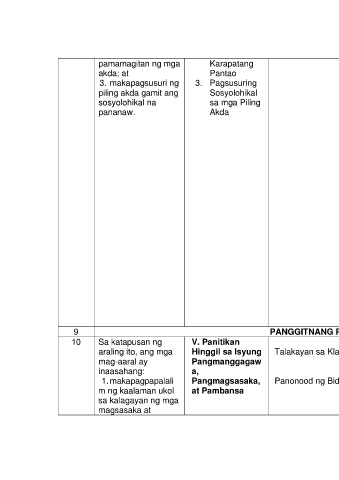 pamamagitan ng mga
akda; at
3. makapagsusuri ng
piling akda gamit ang
sosyolohikal na
pananaw.
Karapatang
Pantao
3. Pagsusuring
Sosyolohikal
sa mga Piling
Akda
9
PANGGITNANG
10
Sa katapusan ng
araling ito, ang mga
mag-aaral ay
inaasahang:
1.makapagpapalali
m ng kaalaman ukol
sa kalagayan ng mga
magsasaka at
V. Panitikan
Hinggil sa Isyung
Pangmanggagaw
a,
Pangmagsasaka,
at Pambansa
Talakayan sa Kla
Panonood ng Bid